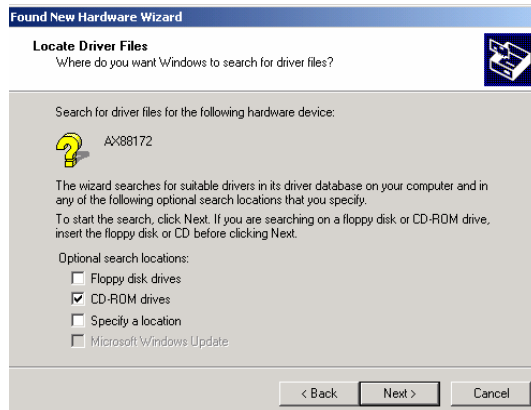 Found New Hardware Wizard
Locate Driver Files
Where do you want Windows to search for driver files?
Search for driver files for the following hardware device:
AX88172
The wizard searches for suitable drivers in its driver database on your computer and in
any of the following optional search locations that you specify.
To start the search, click Next. If you are searching on a floppy disk or CD-ROM drive,
insert the floppy disk or CD before clicking Next.
Optional search locations:
Floppy disk drives
CD-ROM drives
Specify a location
Microsoft Windows Update
< Back
Next >
Cancel